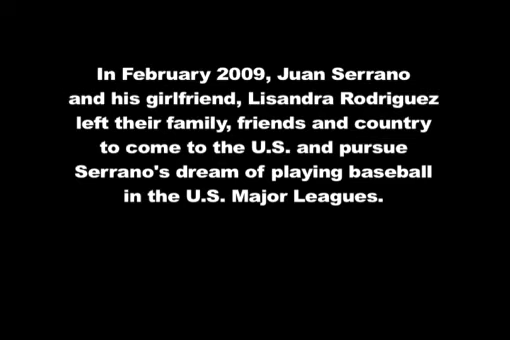 In February 2009, Juan Serrano
and his girlfriend, Lisandra Rodriguez
left their family, friends and country
to come to the U.S. and pursue
Serrano's dream of playing baseball
in the U.S. Major Leagues.